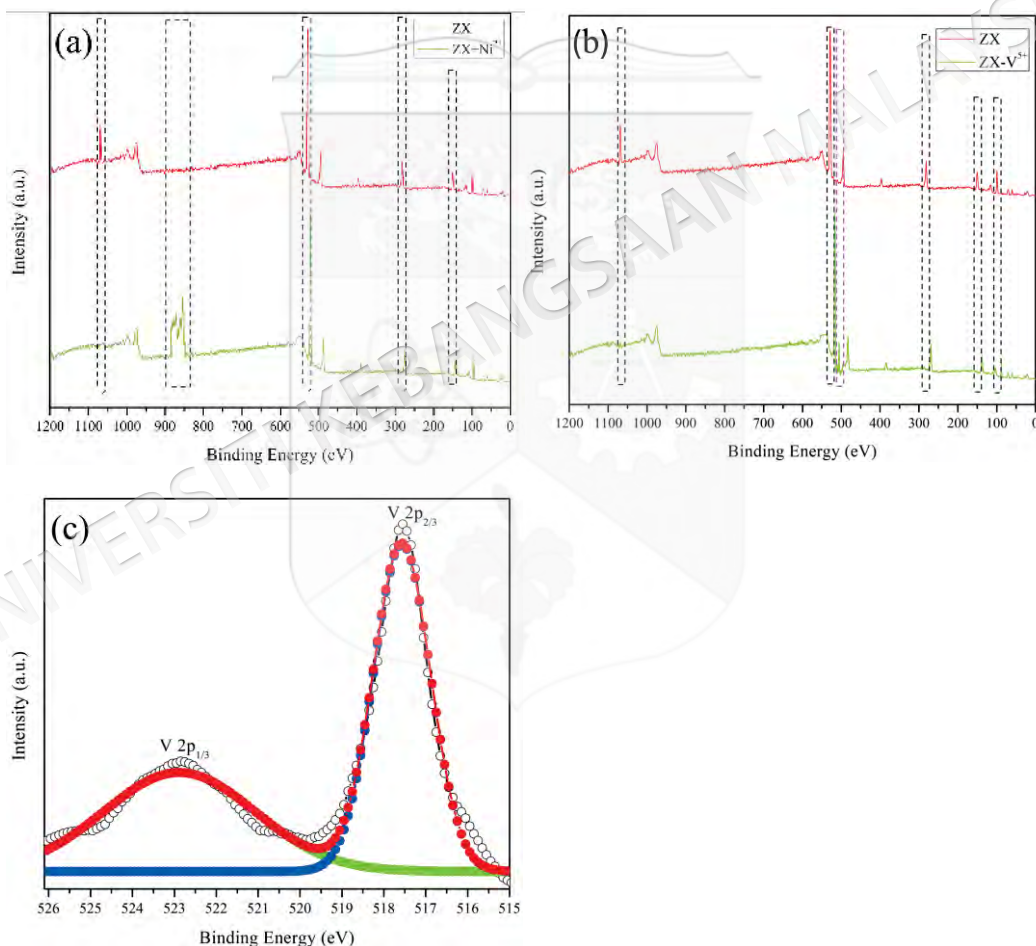 (a)
ZX
ZX-Ni
Intensity (a.u.)
1200 1100 1000 900 800 700 600 500 400 300 200 100 0
Binding Energy (eV)
(b)
ZX
ZX-V5+
Intensity (a.u.)
1200 1100 1000 900 800 700 600 500 400 300 200 100 0
Binding Energy (eV)
(c)
V 2p2/3
V 2p1/3
Intensity (a.u.)
526 525 524 523 522 521 520 519 518 517 516 515
Binding Energy (eV)
UNIVERSITI KEBANGSAAN MALAYS